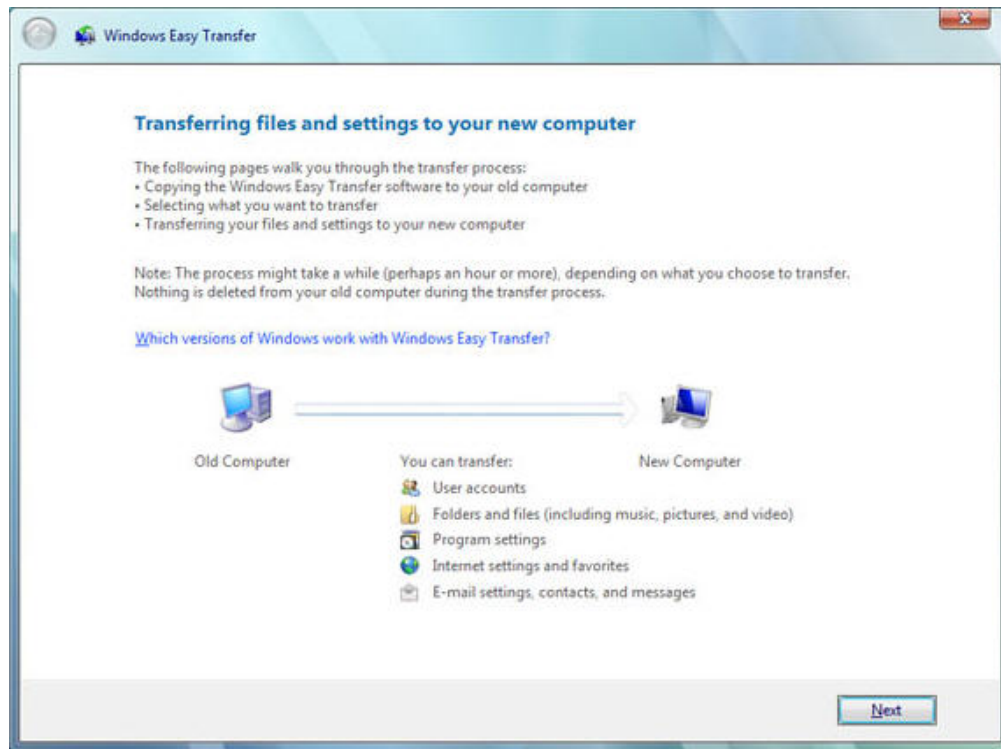 Windows Easy Transfer
Transferring files and settings to your new computer
The following pages walk you through the transfer process:
• Copying the Windows Easy Transfer software to your old computer
• Selecting what you want to transfer
• Transferring your files and settings to your new computer
Note: The process might take a while (perhaps an hour or more), depending on what you choose to transfer.
Nothing is deleted from your old computer during the transfer process.
Which versions of Windows work with Windows Easy Transfer?
Old Computer
You can transfer:
New Computer
User accounts
Folders and files (including music, pictures, and video)
Program settings
Internet settings and favorites
E-mail settings, contacts, and messages
Next